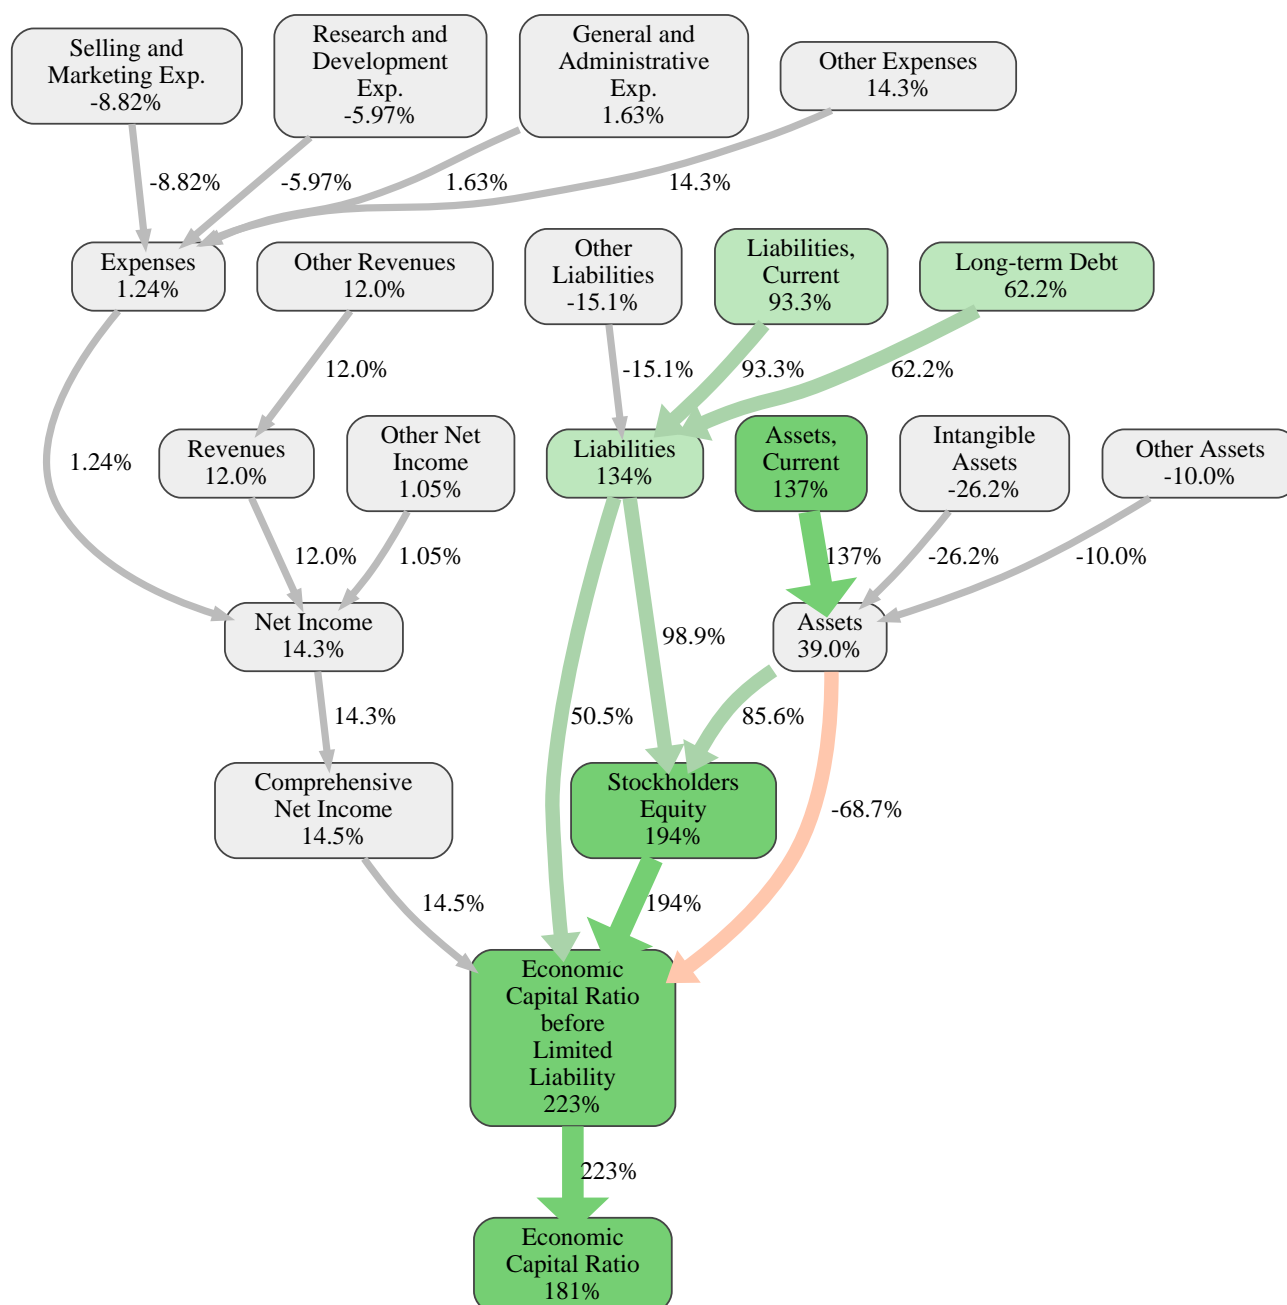 Selling and
Marketing Exp.
-8.82%
Research and
Development
Exp.
-5.97%
General and
Administrative
Exp.
1.63%
Other Expenses
14.3%
-8.82%
-5.97%
1.63%
14.3%
Expenses
1.24%
Other Revenues
12.0%
Other
Liabilities
-15.1%
Liabilities,
Current
93.3%
Long-term Debt
62.2%
12.0%
-15.1%
93.3%
62.2%
1.24%
Revenues
12.0%
Other Net
Income
1.05%
Liabilities
134%
Assets,
Current
137%
Intangible
Assets
-26.2%
Other Assets
-10.0%
12.0%
1.05%
137%
-26.2%
-10.0%
Net Income
14.3%
98.9%
Assets
39.0%
14.3%
50.5%
85.6%
Comprehensive
Net Income
14.5%
Stockholders
Equity
194%
-68.7%
14.5%
194%
Economic
Capital Ratio
before
Limited
Liability
223%
223%
Economic
Capital Ratio
181%